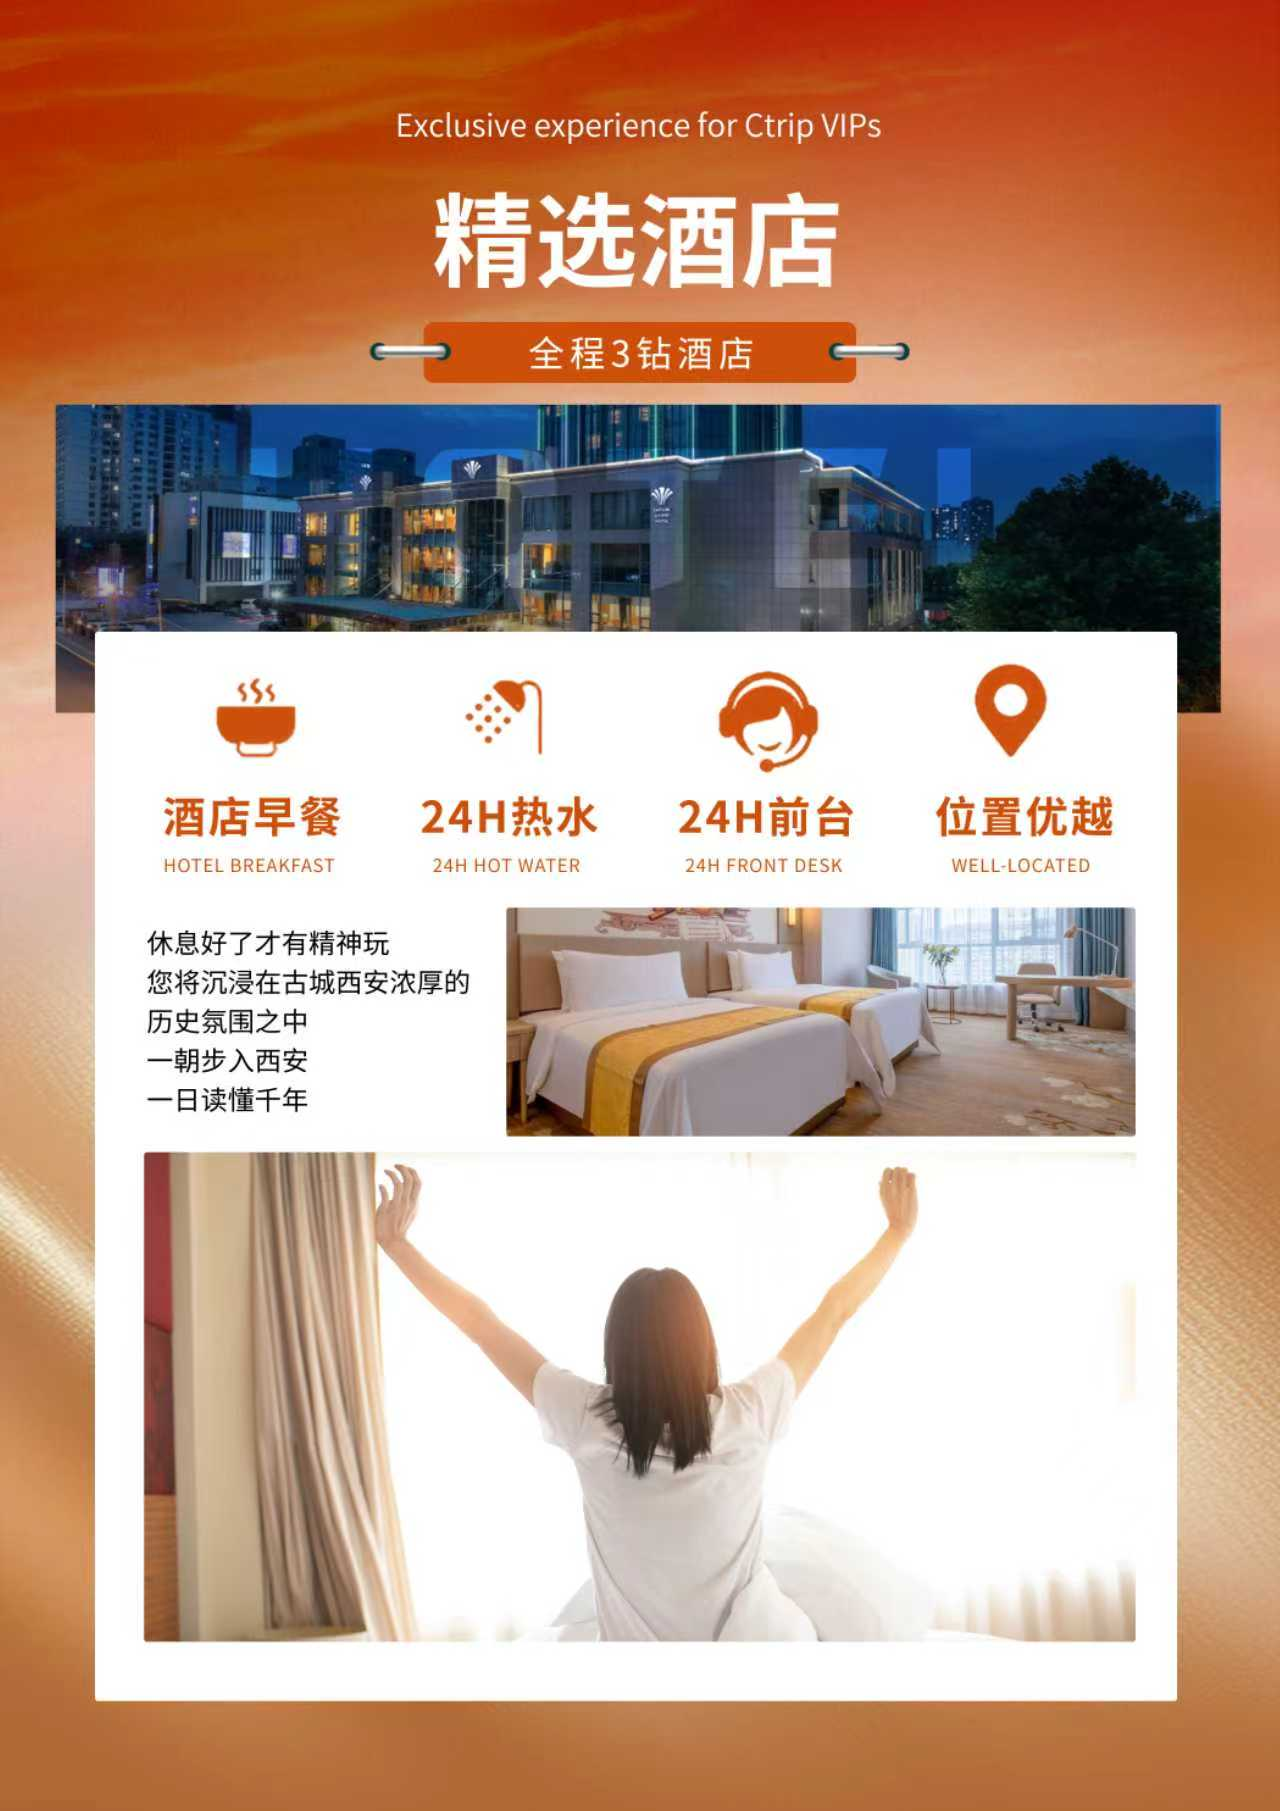 Exclusive experience for Ctrip VIPs
精选酒店
全程3钻酒店
HOTEL
酒店早餐
HOTEL BREAKFAST
24H热水
24H HOT WATER
24H前台
24H FRONT DESK
位置优越
WELL-LOCATED
休息好了才有精神玩
您将沉浸在古城西安浓厚的
历史氛围之中
一朝步入西安
一日读懂千年